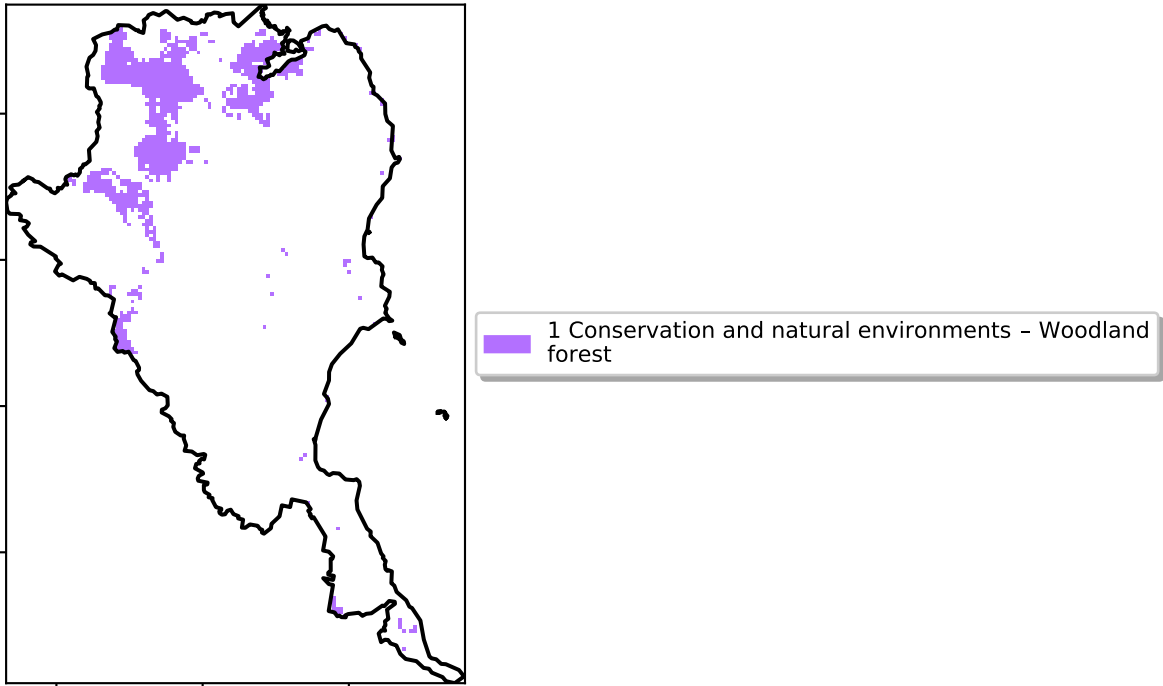 1 Conservation and natural environments – Woodland
forest